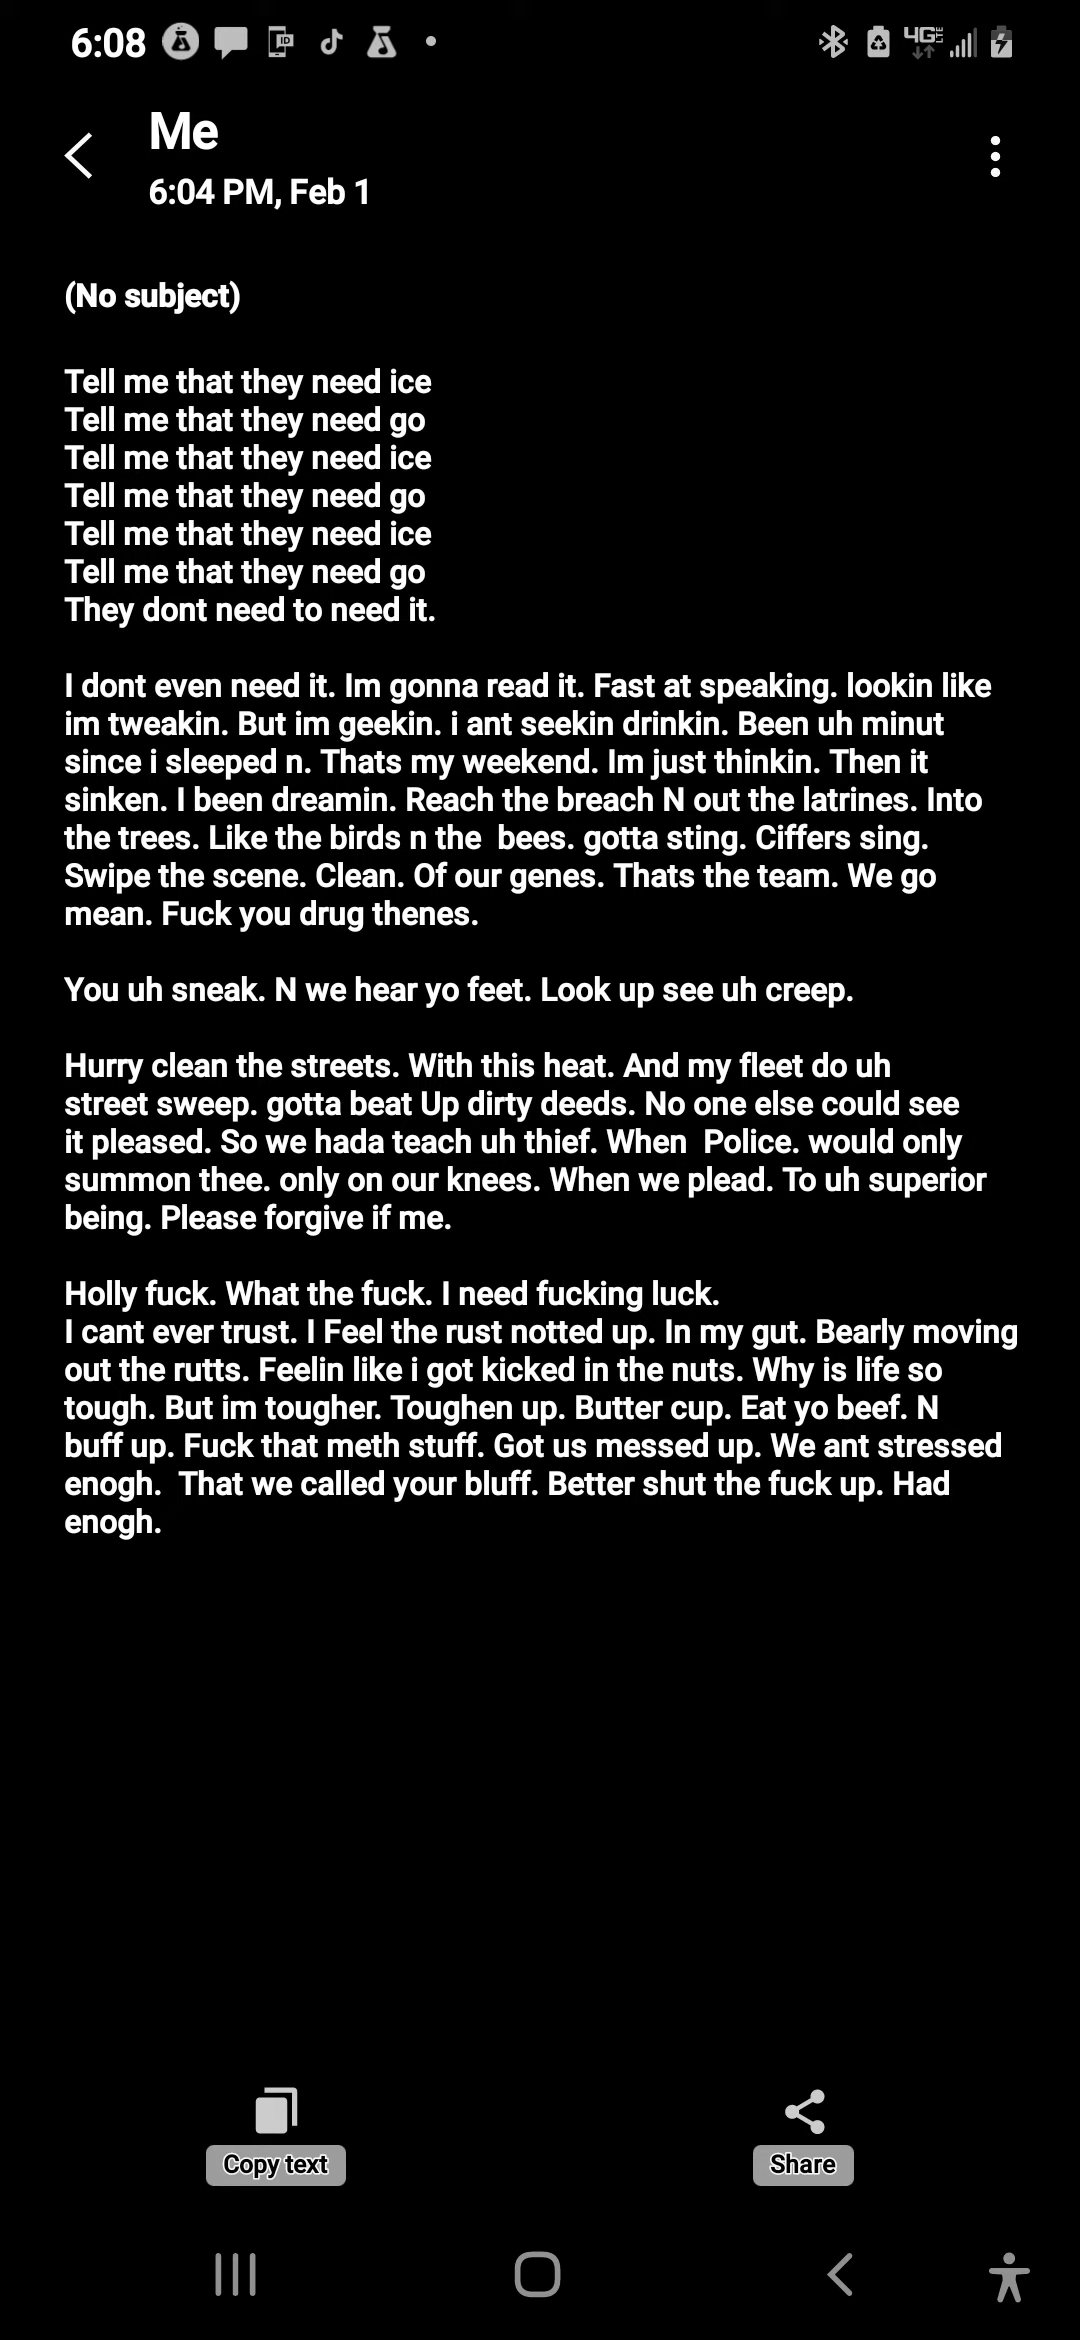 6:08
4G LTE
Me
6:04 PM, Feb 1
(No subject)
Tell me that they need ice
Tell me that they need go
Tell me that they need ice
Tell me that they need go
Tell me that they need ice
Tell me that they need go
They dont need to need it.
I dont even need it. Im gonna read it. Fast at speaking. lookin like
im tweakin. But im geekin. i ant seekin drinkin. Been uh minut
since i sleeped n. Thats my weekend. Im just thinkin. Then it
sinken. I been dreamin. Reach the breach N out the latrines. Into
the trees. Like the birds n the  bees. gotta sting. Ciffers sing.
Swipe the scene. Clean. Of our genes. Thats the team. We go
mean. Fuck you drug thenes.
You uh sneak. N we hear yo feet. Look up see uh creep.
Hurry clean the streets. With this heat. And my fleet do uh
street sweep. gotta beat Up dirty deeds. No one else could see
it pleased. So we hada teach uh thief. When  Police. would only
summon thee. only on our knees. When we plead. To uh superior
being. Please forgive if me.
Holly fuck. What the fuck. I need fucking luck.
I cant ever trust. I Feel the rust notted up. In my gut. Bearly moving
out the rutts. Feelin like i got kicked in the nuts. Why is life so
tough. But im tougher. Toughen up. Butter cup. Eat yo beef. N
buff up. Fuck that meth stuff. Got us messed up. We ant stressed
enogh.  That we called your bluff. Better shut the fuck up. Had
enogh.
Copy text
Share